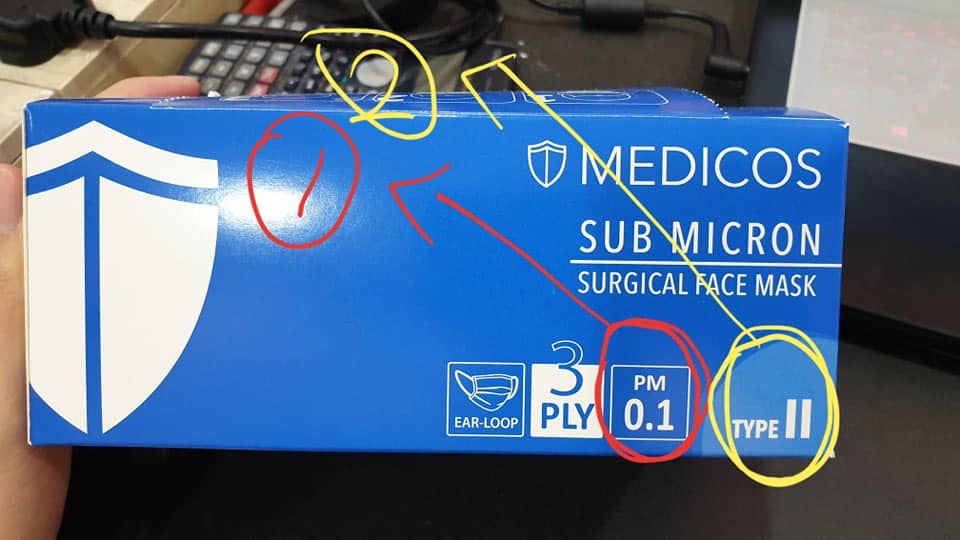 2
1
MEDICOS
SUB MICRON
SURGICAL FACE MASK
EAR-LOOP
3
PLY
PM
0.1
TYPE II